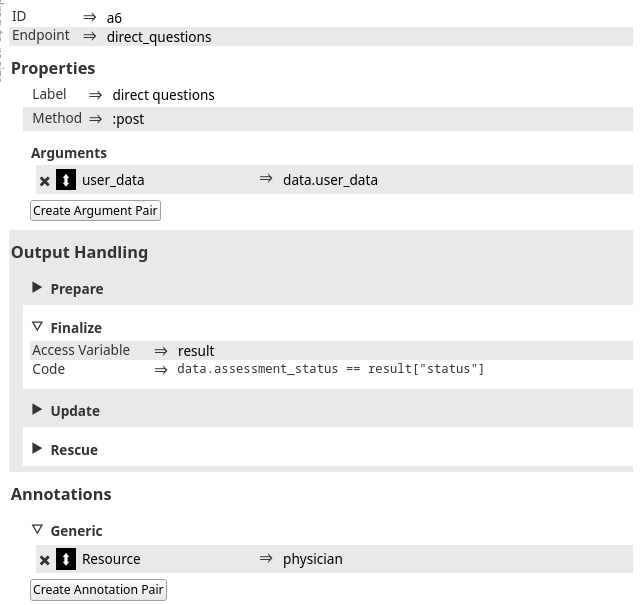 ID ⇒ a6
Endpoint ⇒ direct_questions
Properties
Label ⇒ direct questions
Method ⇒ :post
Arguments
user_data ⇒ data.user_data
Create Argument Pair
Output Handling
Prepare
Finalize
Access Variable ⇒ result
Code ⇒ data.assessment_status == result["status"]
Update
Rescue
Annotations
Generic
Resource ⇒ physician
Create Annotation Pair